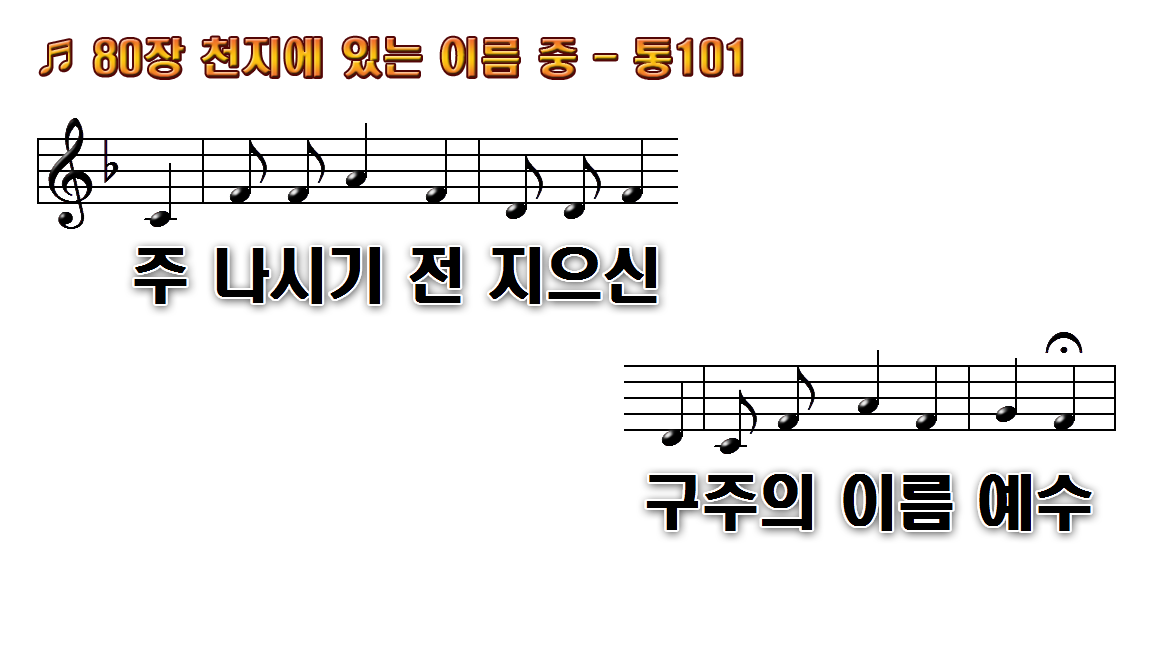 ♬ 80장 천지에 있는 이름 중 - 통101
주 나시기 전 지으신
구주의 이름 예수